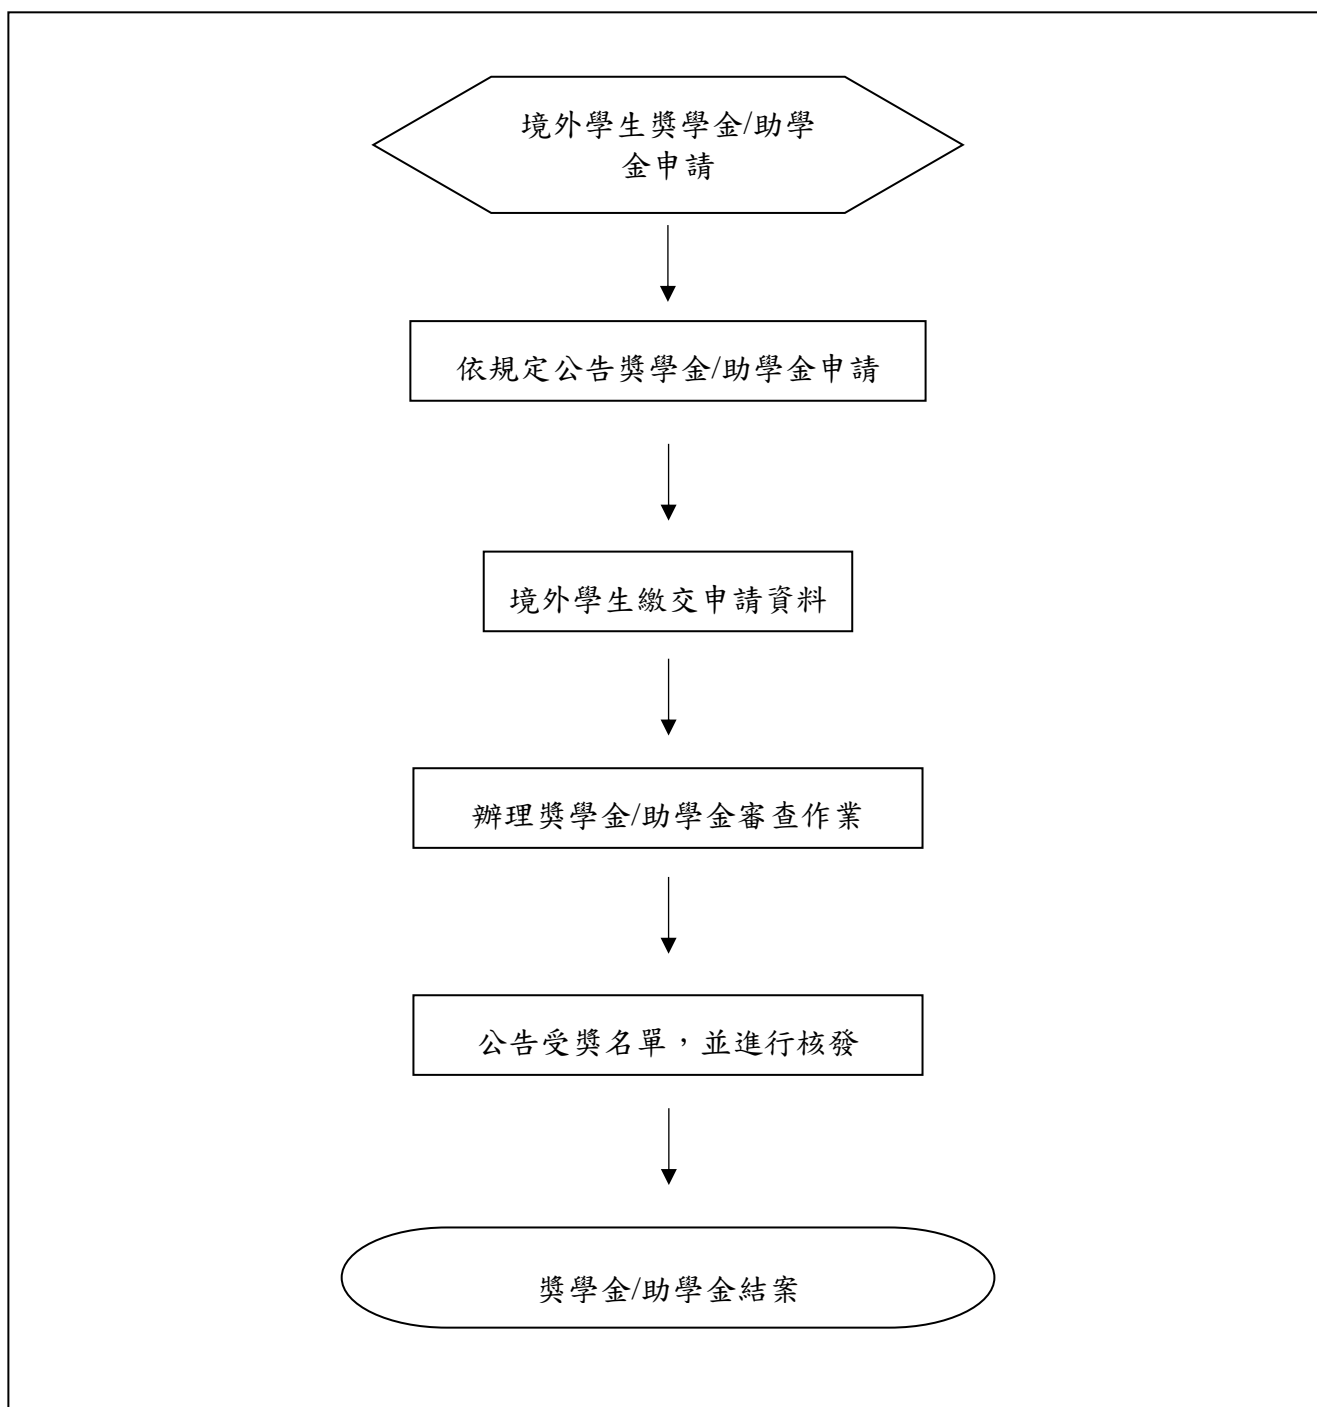 境外學生獎學金/助學
金申請
依規定公告獎學金/助學金申請
境外學生繳交申請資料
辦理獎學金/助學金審查作業
公告受獎名單，並進行核發
獎學金/助學金結案